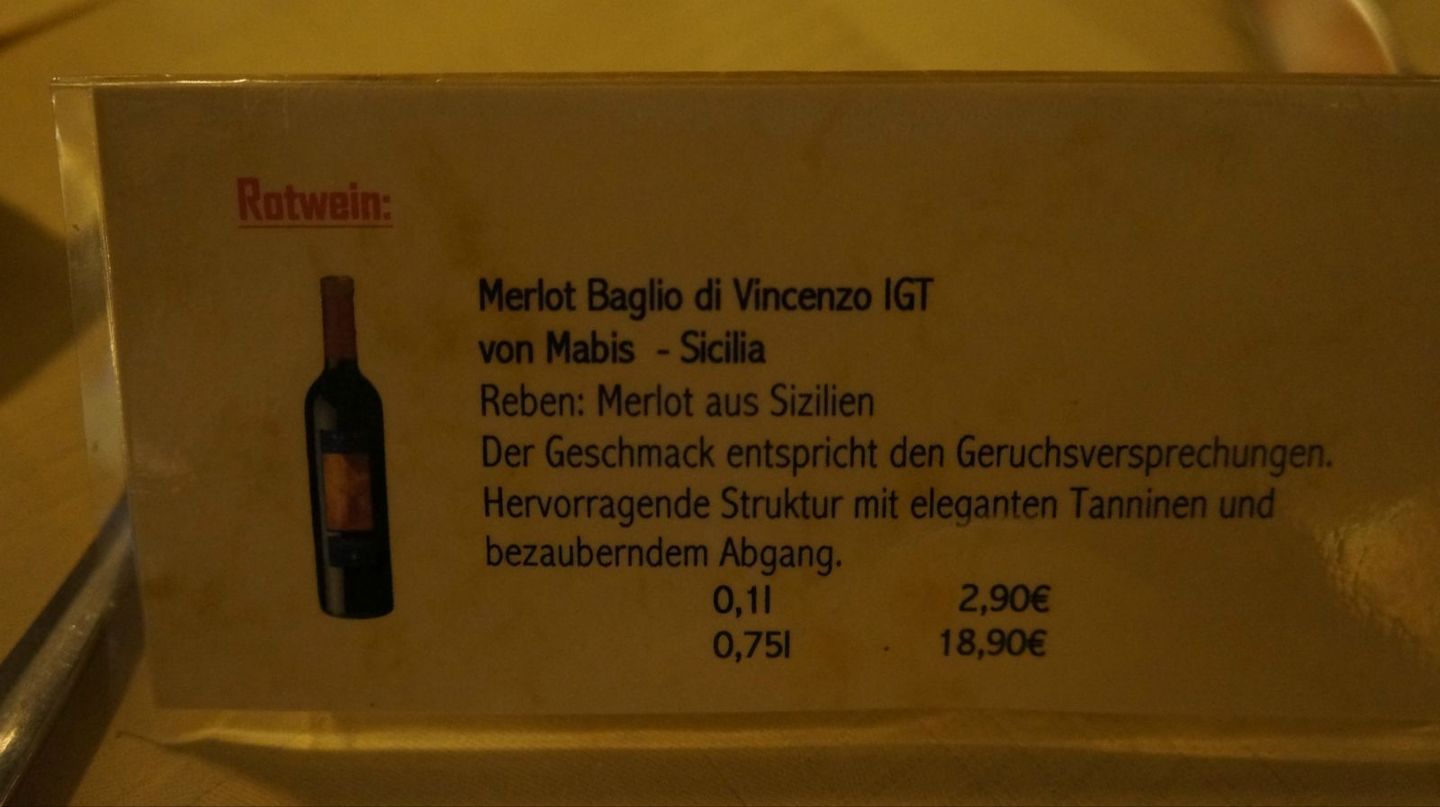 Rotwein:
Merlot Baglio di Vincenzo IGT
von Mabis - Sicilia
Reben: Merlot aus Sizilien
Der Geschmack entspricht den Geruchsversprechungen.
Hervorragende Struktur mit eleganten Tanninen und
bezauberndem Abgang.
0,1l 2,90€
0,75l 18,90€